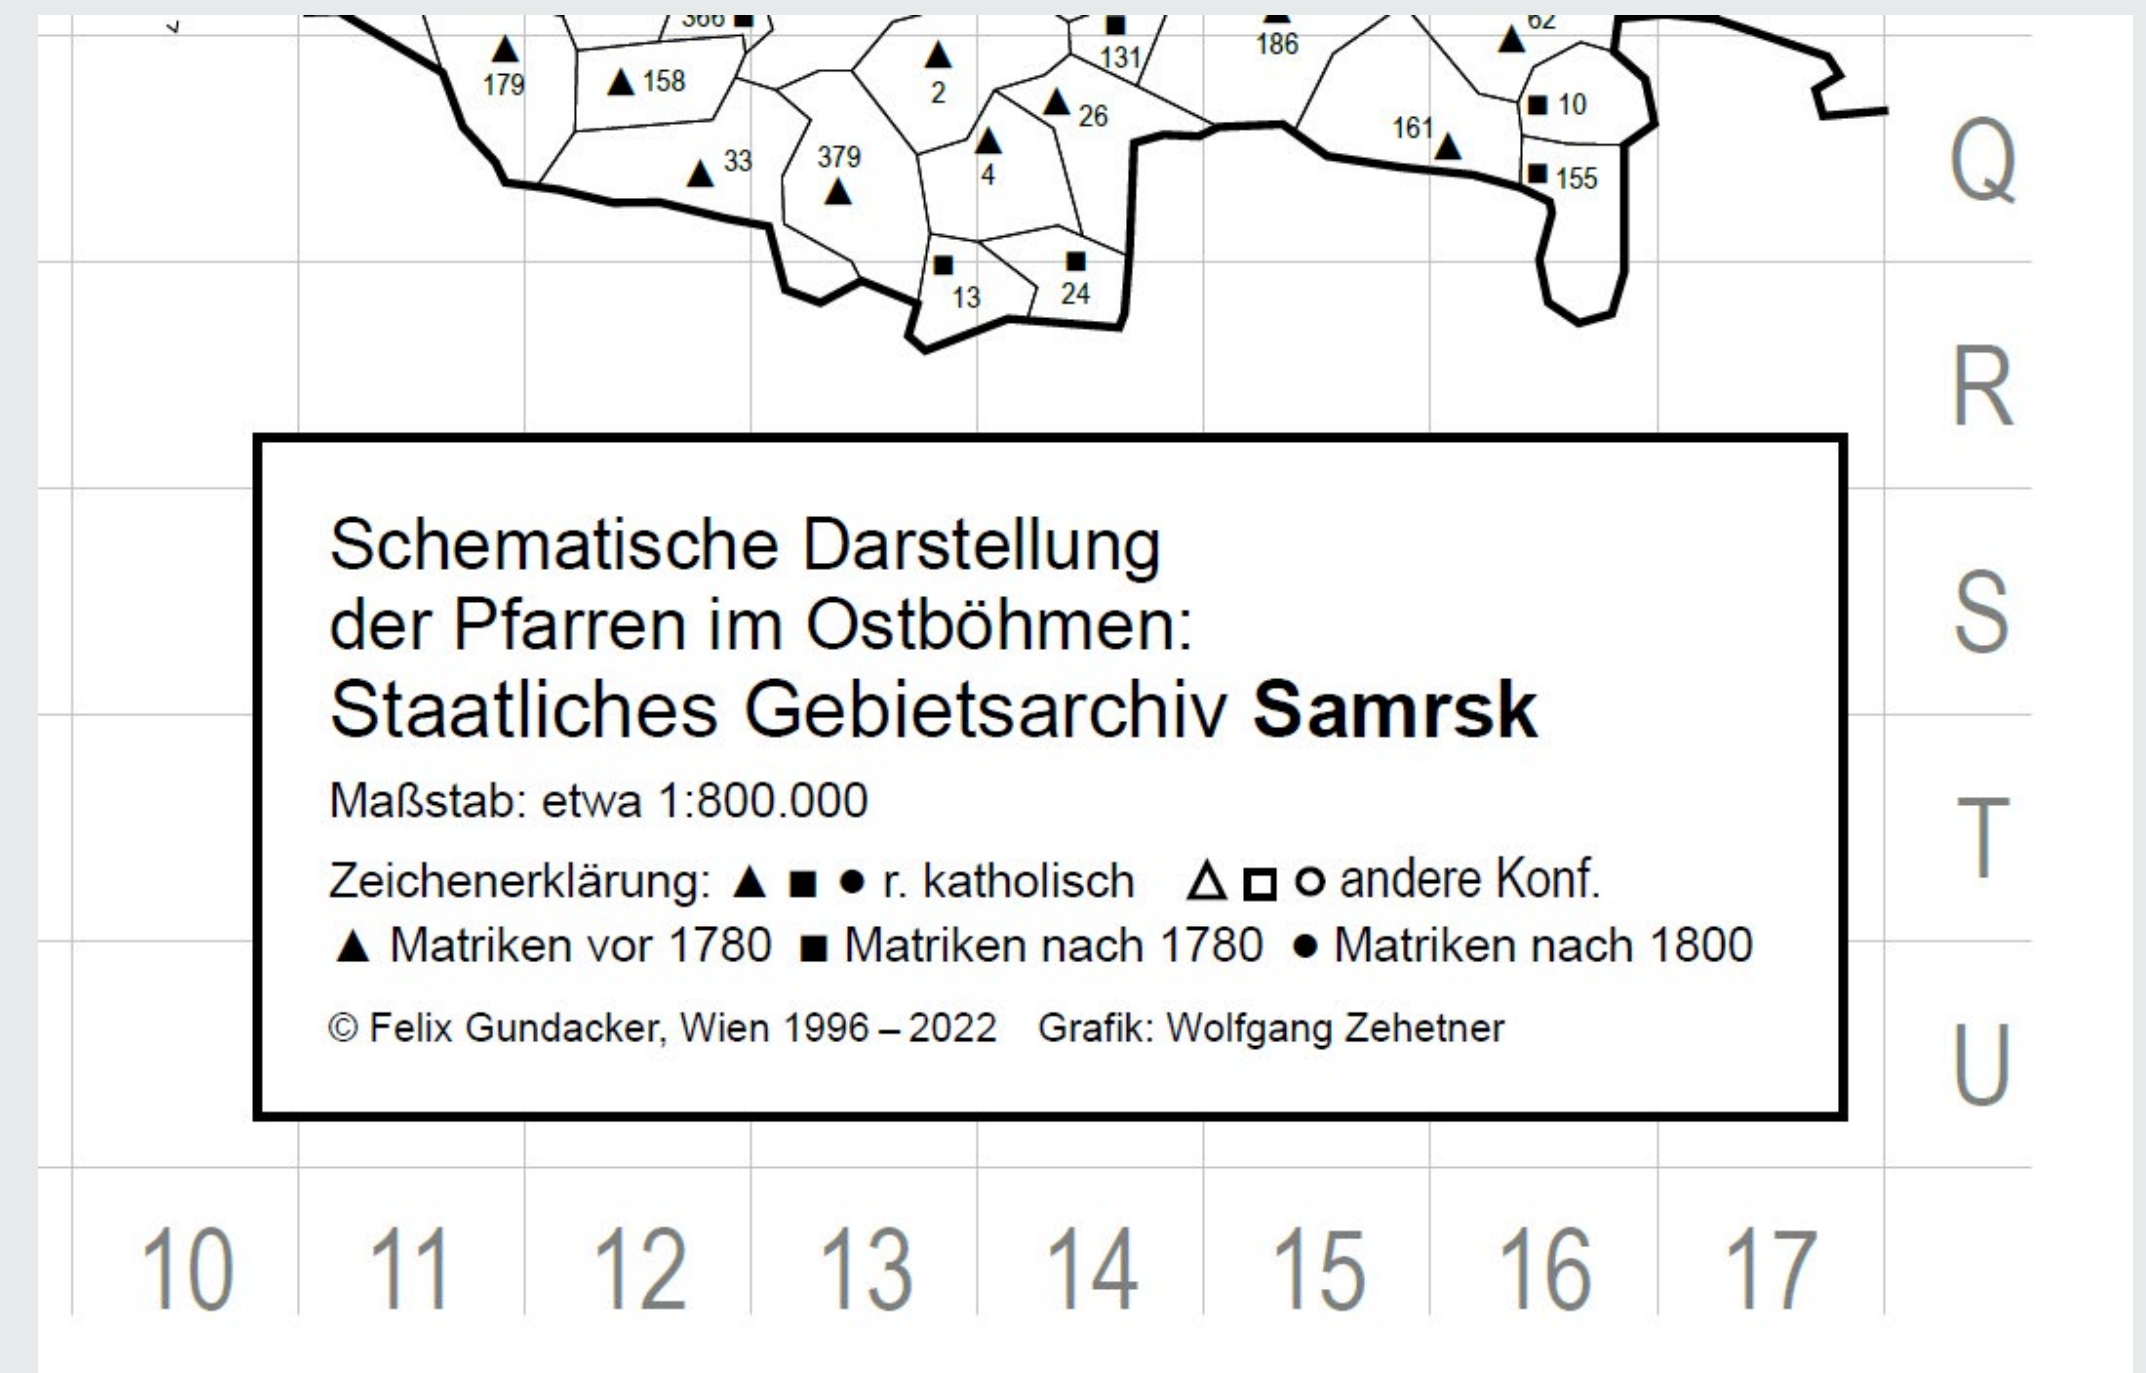 366
62
179
158
2
131
186
26
10
161
33
379
4
155
13
24
Q
R
S
T
U
Schematische Darstellung
der Pfarren im Ostböhmen:
Staatliches Gebietsarchiv Samrsk
Maßstab: etwa 1:800.000
Zeichenerklärung: ▲ ■ ● r. katholisch △ □ ○ andere Konf.
▲ Matriken vor 1780 ■ Matriken nach 1780 ● Matriken nach 1800
© Felix Gundacker, Wien 1996 – 2022 Grafik: Wolfgang Zehetner
10 11 12 13 14 15 16 17